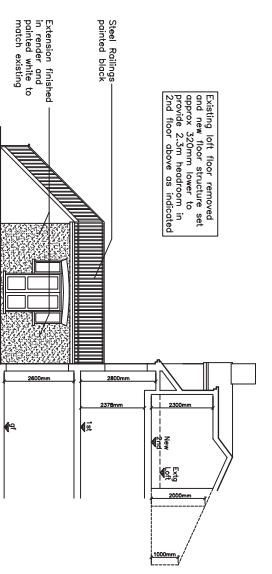 Existing loft floor removed
and new floor structure set
approx 320mm lower to
provide 2.3m headroom in
2nd floor above as indicated
Steel Railings
painted black
Extension finished
in render and
painted white to
match existing
2600mm
2800mm
2378mm
2300mm
2000mm
1000mm
gf
1st
New
2nd
Extg
Loft